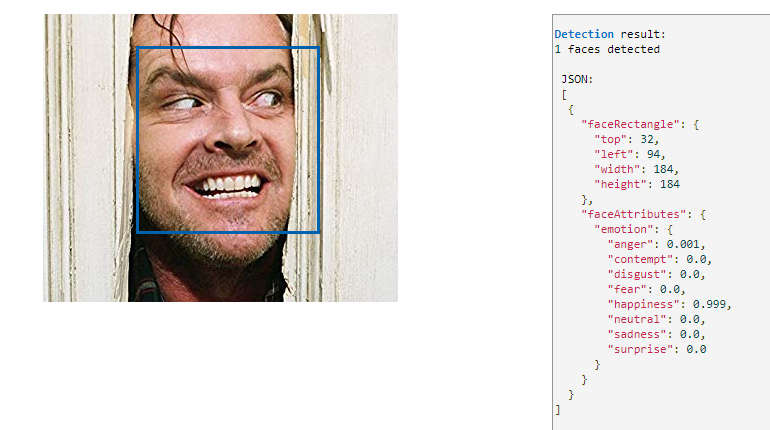 Detection result:
1 faces detected
JSON:
[
{
"faceRectangle": {
"top": 32,
"left": 94,
"width": 184,
"height": 184
},
"faceAttributes": {
"emotion": {
"anger": 0.001,
"contempt": 0.0,
"disgust": 0.0,
"fear": 0.0,
"happiness": 0.999,
"neutral": 0.0,
"sadness": 0.0,
"surprise": 0.0
}
}
}
]